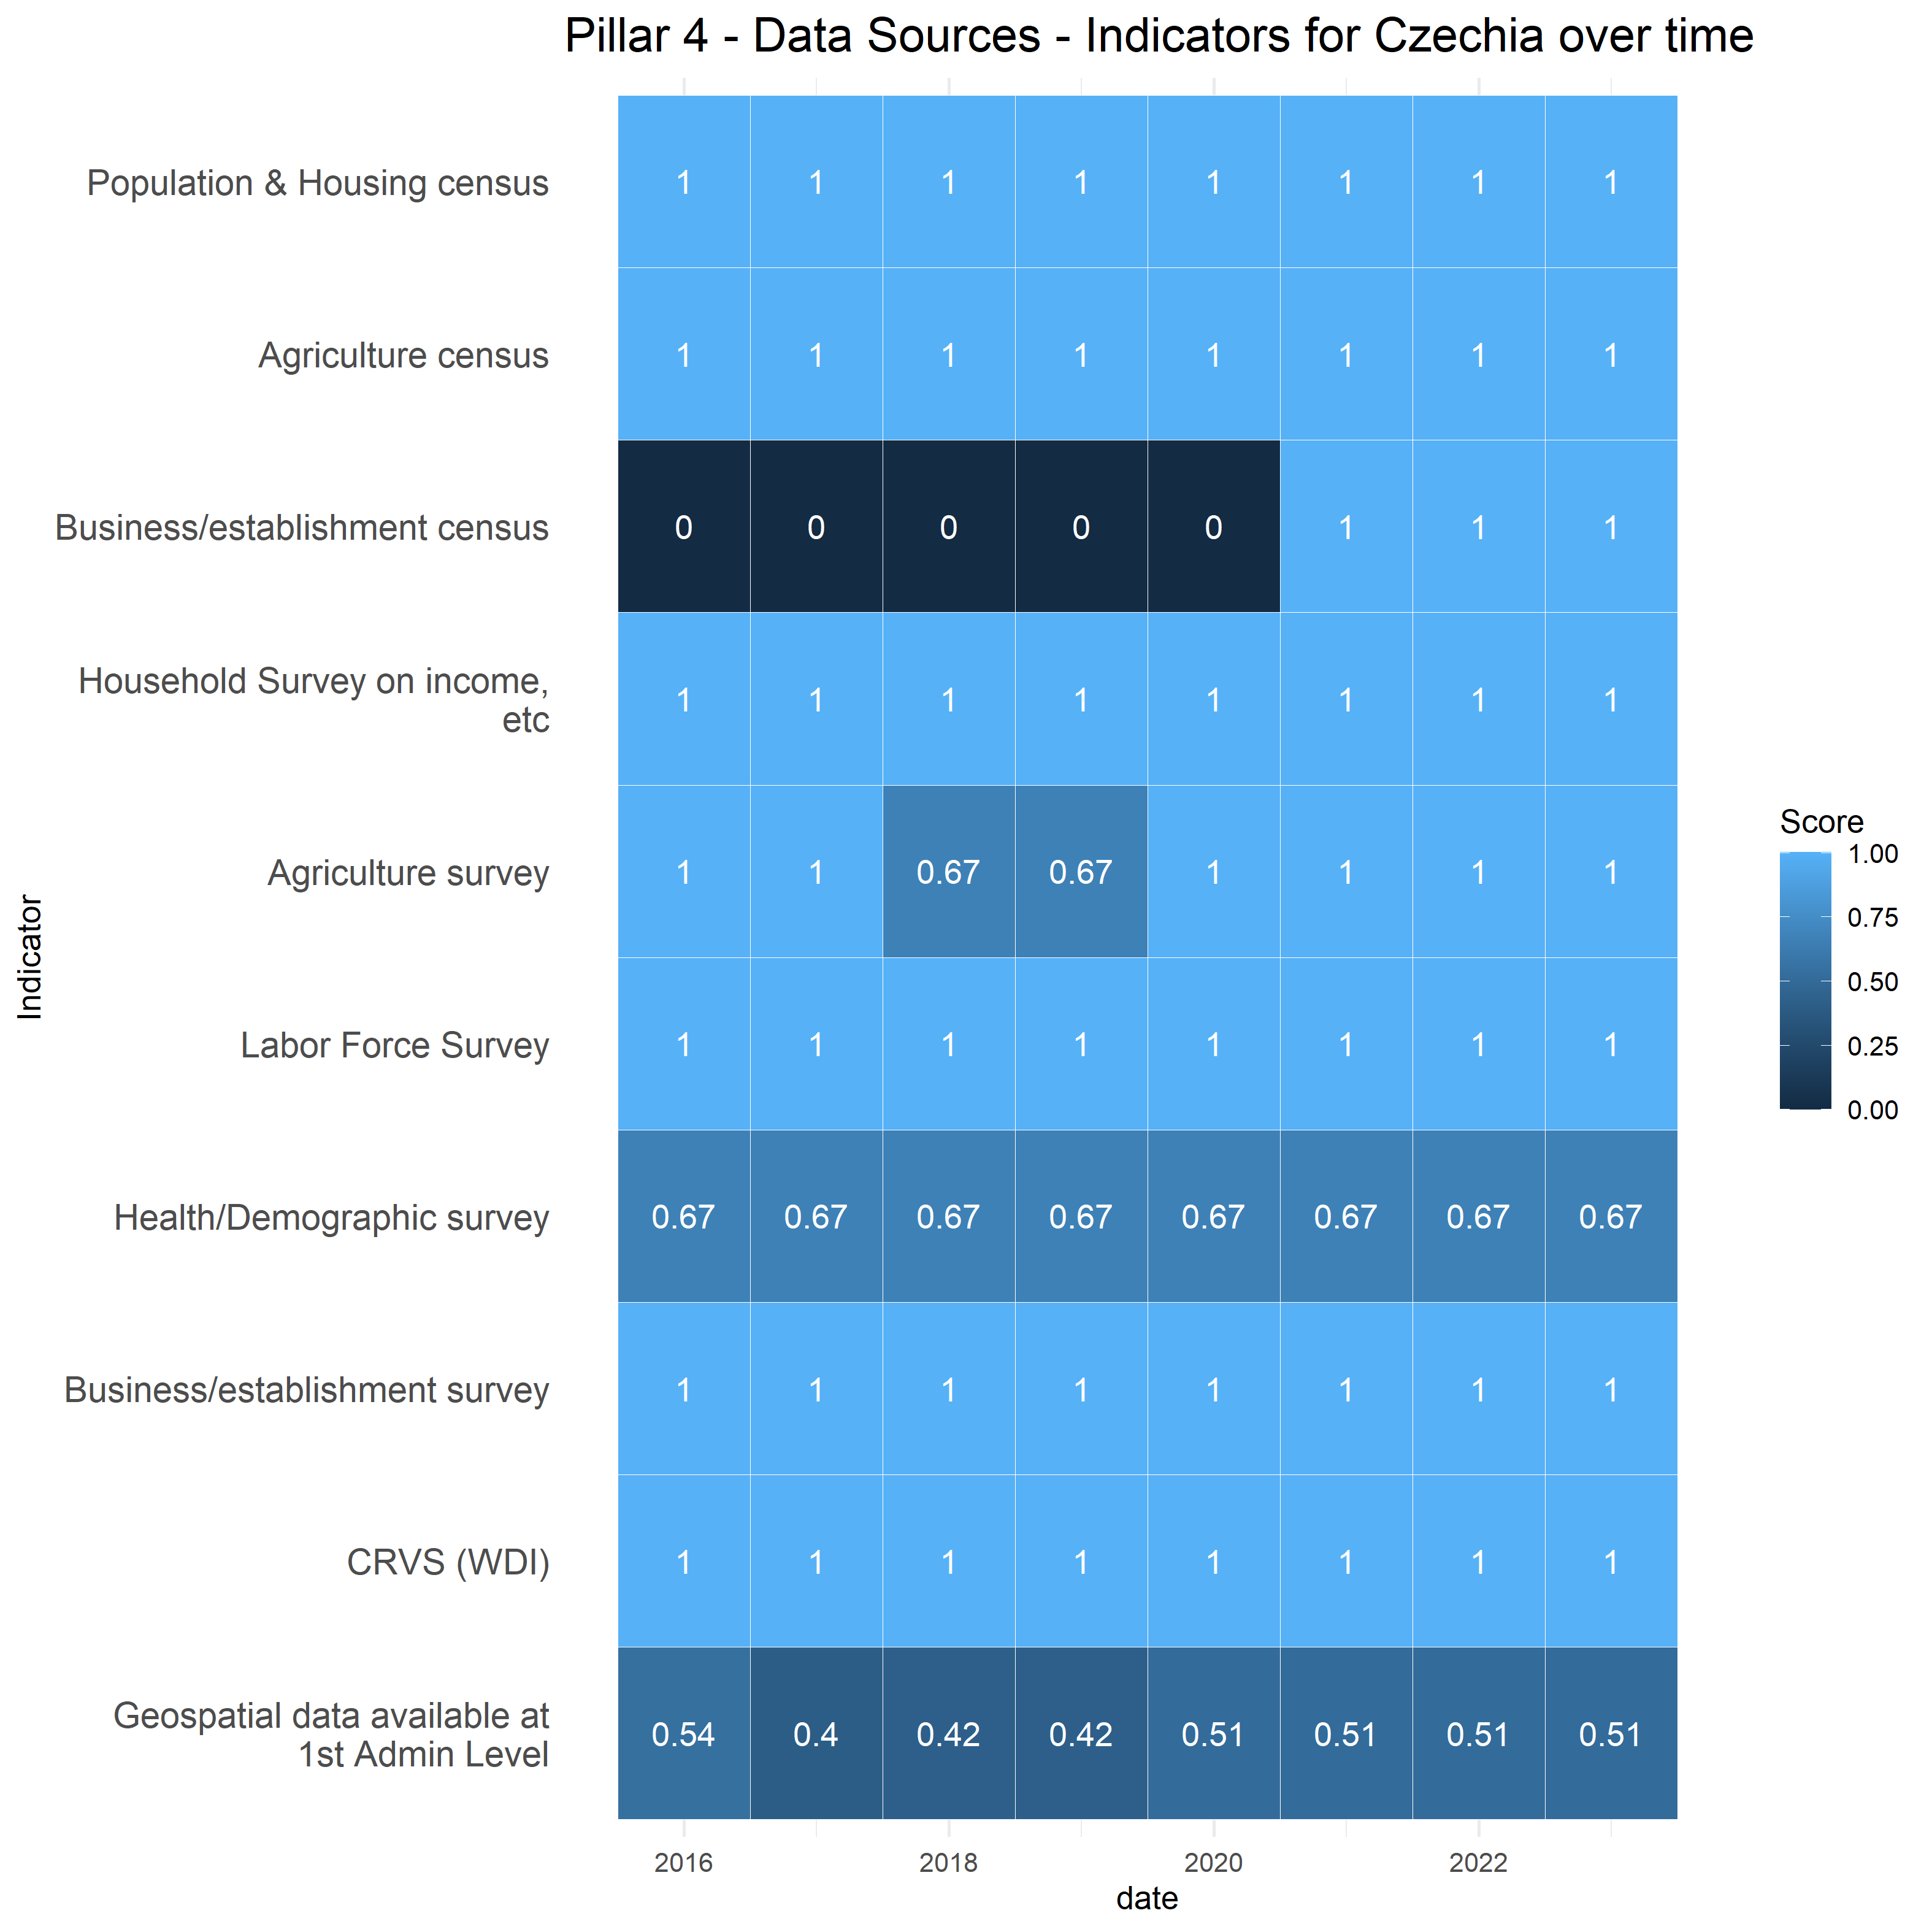 Pillar 4 - Data Sources - Indicators for Czechia over time
Population & Housing census
1 1 1 1 1 1 1 1
Agriculture census
1 1 1 1 1 1 1 1
Business/establishment census
0 0 0 0 0 1 1 1
Household Survey on income,
etc
1 1 1 1 1 1 1 1
Agriculture survey
1 1 0.67 0.67 1 1 1 1
Labor Force Survey
1 1 1 1 1 1 1 1
Health/Demographic survey
0.67 0.67 0.67 0.67 0.67 0.67 0.67 0.67
Business/establishment survey
1 1 1 1 1 1 1 1
CRVS (WDI)
1 1 1 1 1 1 1 1
Geospatial data available at
1st Admin Level
0.54 0.4 0.42 0.42 0.51 0.51 0.51 0.51
2016 2018 2020 2022
date
Indicator
Score
1.00
0.75
0.50
0.25
0.00